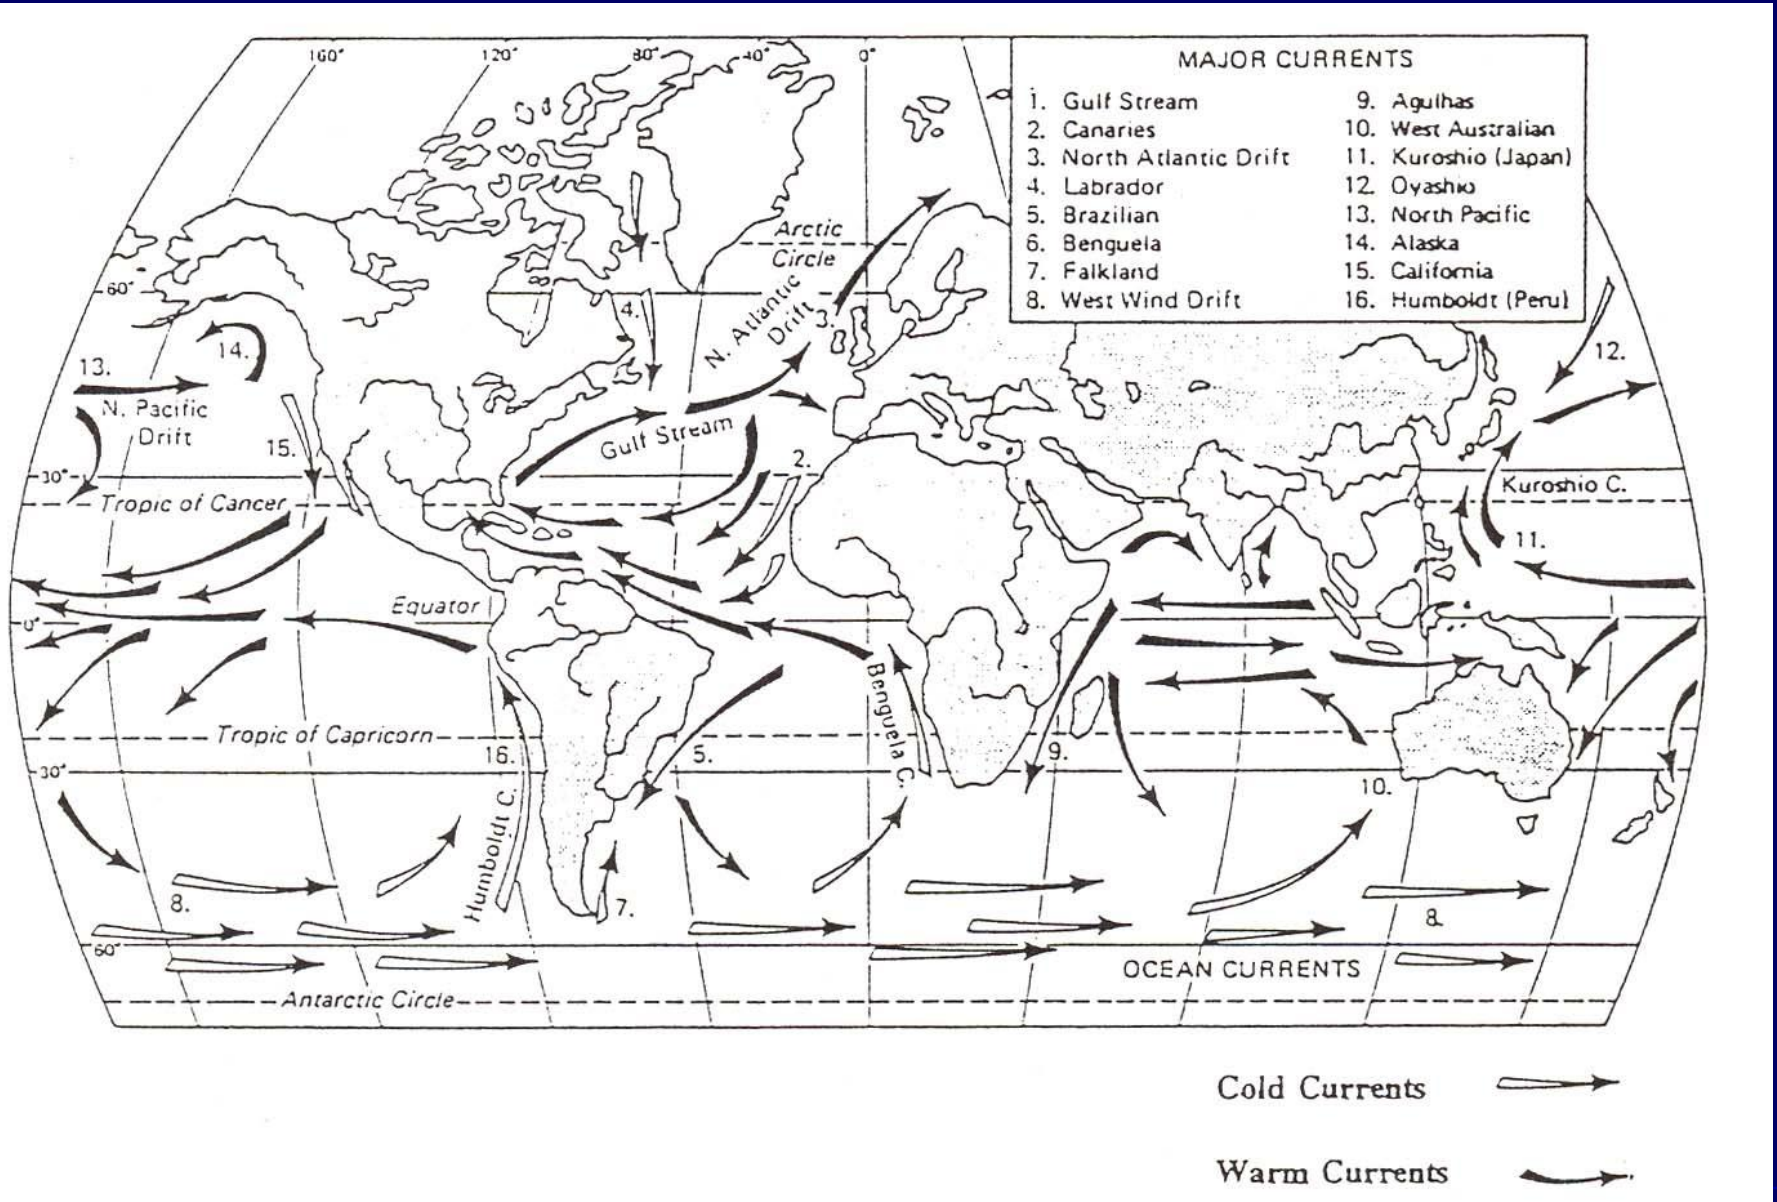 160° 120° 80° 40° 0°
MAJOR CURRENTS
1. Gulf Stream
2. Canaries
3. North Atlantic Drift
4. Labrador
5. Brazilian
6. Benguela
7. Falkland
8. West Wind Drift
9. Agulhas
10. West Australian
11. Kuroshio (Japan)
12. Oyashio
13. North Pacific
14. Alaska
15. California
16. Humboldt (Peru)
Arctic
Circle
60°
4.
N. Atlantic
Drift
3.
12.
14.
13.
N. Pacific
Drift
15.
Gulf Stream
2.
30°
Tropic of Cancer
Kuroshio C.
11.
Equator
0°
Benguela C.
Tropic of Capricorn
16.
5.
9.
30°
10.
Humboldt C.
8.
7.
8.
60°
OCEAN CURRENTS
Antarctic Circle
Cold Currents
Warm Currents